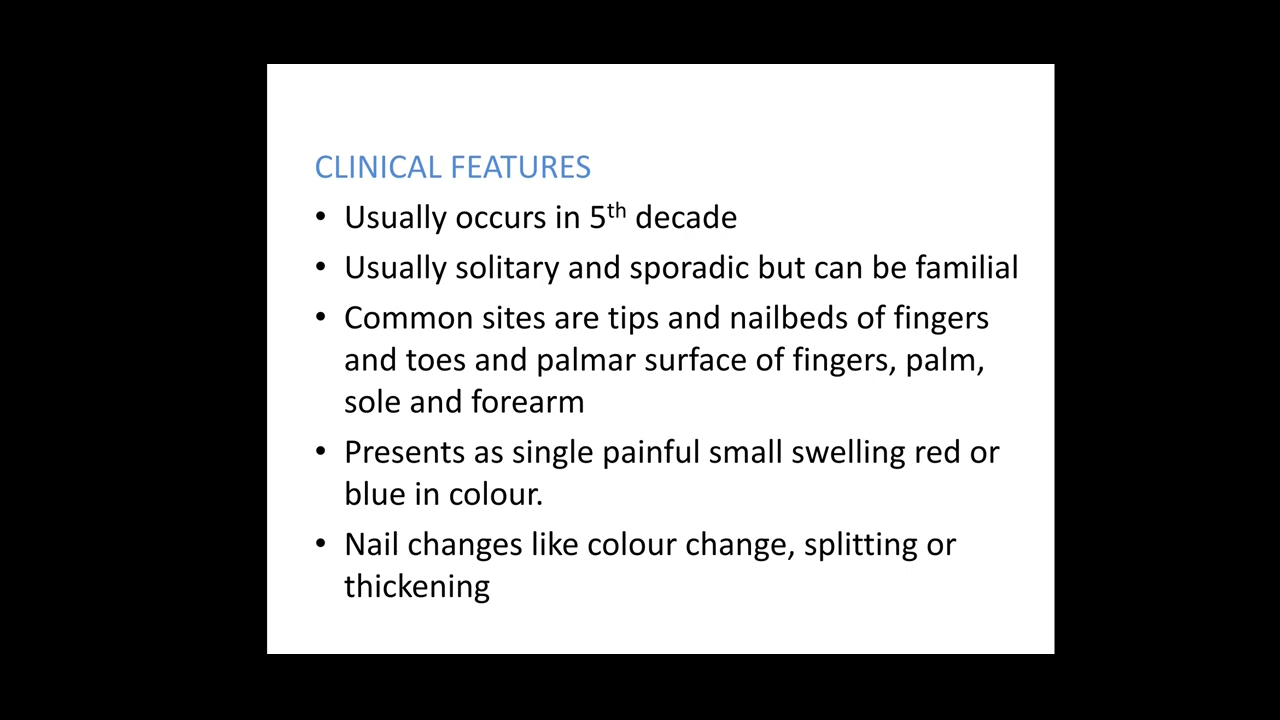 CLINICAL FEATURES
• Usually occurs in 5th decade
• Usually solitary and sporadic but can be familial
• Common sites are tips and nailbeds of fingers
and toes and palmar surface of fingers, palm,
sole and forearm
• Presents as single painful small swelling red or
blue in colour.
• Nail changes like colour change, splitting or
thickening